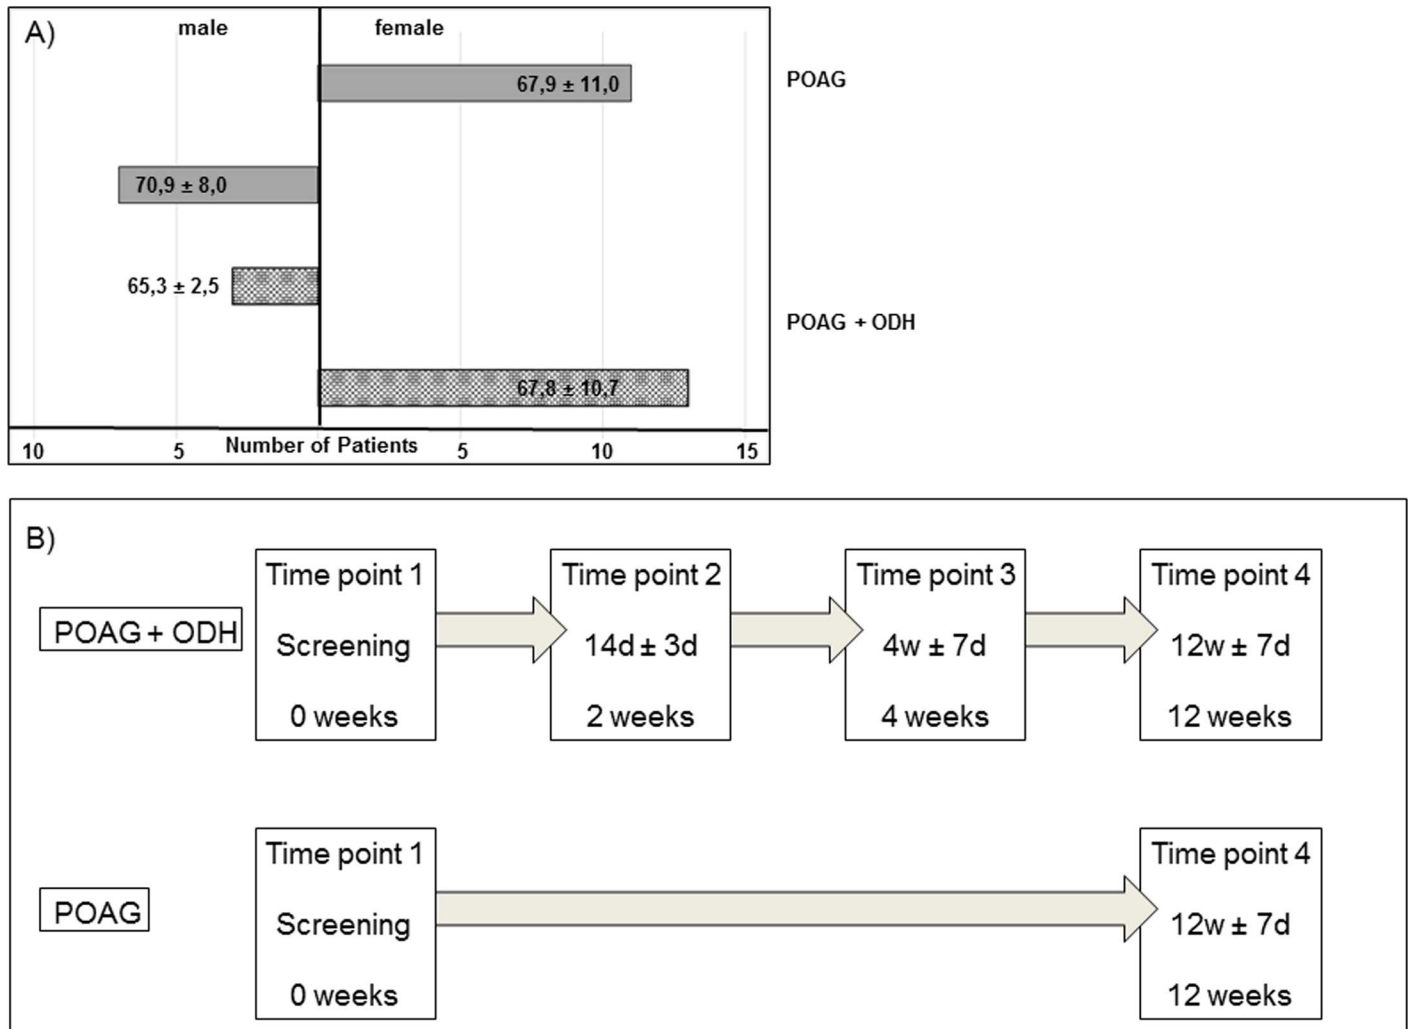 A)
male
female
67,9 ± 11,0
POAG
70,9 ± 8,0
65,3 ± 2,5
POAG + ODH
67,8 ± 10,7
10
5
Number of Patients
5
10
15
B)
POAG + ODH
Time point 1
Screening
0 weeks
Time point 2
14d ± 3d
2 weeks
Time point 3
4w ± 7d
4 weeks
Time point 4
12w ± 7d
12 weeks
POAG
Time point 1
Screening
0 weeks
Time point 4
12w ± 7d
12 weeks